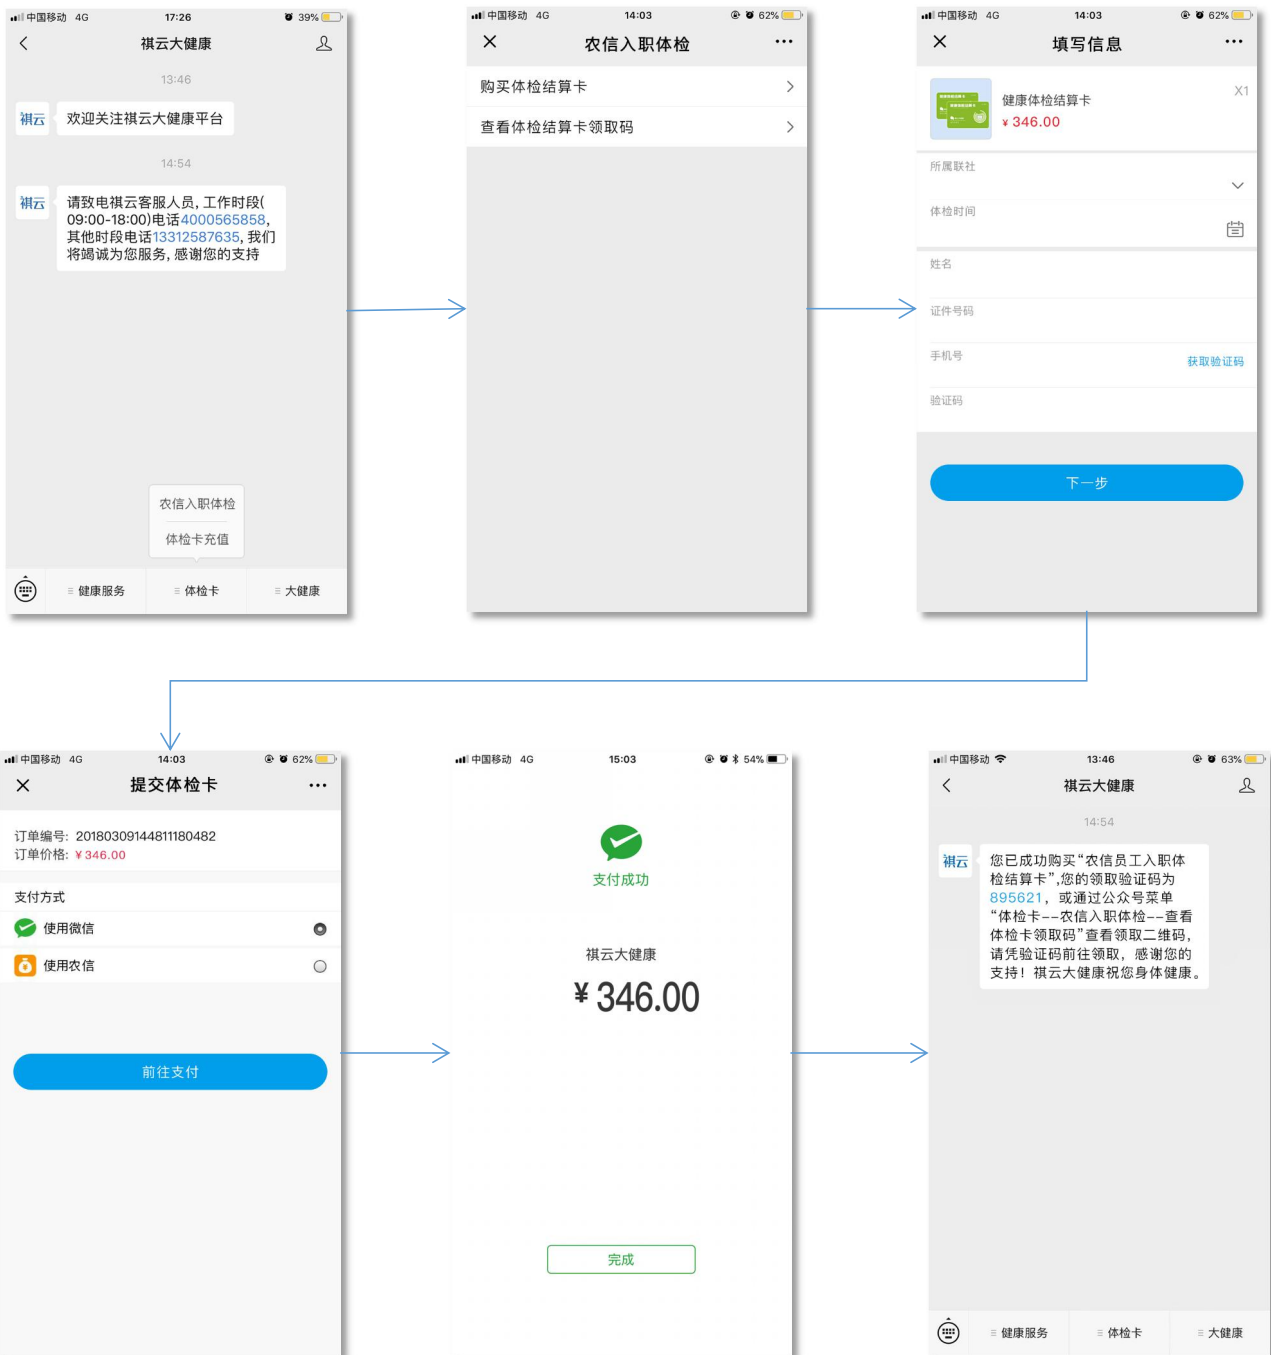 中国移动 4G 17:26 39%
祺云大健康
13:46
祺云 欢迎关注祺云大健康平台
14:54
祺云 请致电祺云客服人员,工作时段(
09:00-18:00)电话4000565858,
其他时段电话13312587635,我们
将竭诚为您服务,感谢您的支持
农信入职体检
体检卡充值
健康服务 体检卡 大健康
中国移动 4G 14:03 62%
农信入职体检
购买体检结算卡
查看体检结算卡领取码
中国移动 4G 14:03 62%
填写信息
健康体检结算卡 X1
¥ 346.00
所属联社
体检时间
姓名
证件号码
手机号 获取验证码
验证码
下一步
中国移动 4G 14:03 62%
提交体检卡
订单编号: 20180309144811180482
订单价格: ¥ 346.00
支付方式
使用微信
使用农信
前往支付
中国移动 4G 15:03 54%
支付成功
祺云大健康
¥ 346.00
完成
中国移动 13:46 63%
祺云大健康
14:54
祺云 您已成功购买“农信员工入职体
检结算卡”,您的领取验证码为
895621，或通过公众号菜单
“体检卡--农信入职体检--查看
体检卡领取码”查看领取二维码,
请凭验证码前往领取，感谢您的
支持！祺云大健康祝您身体健康。
健康服务 体检卡 大健康